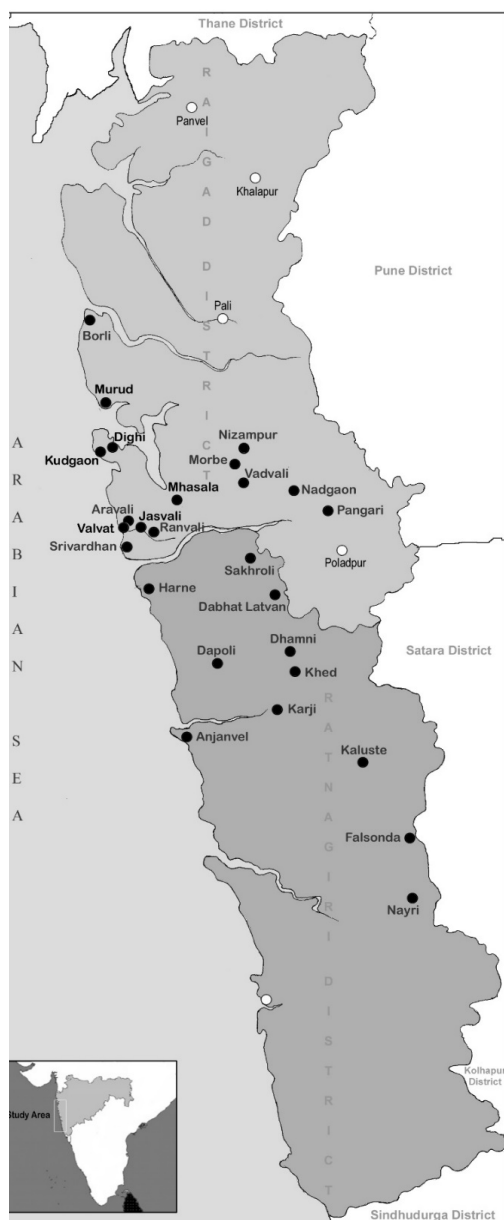 Thane District
RAIGAD DISTRICT
Panvel
Khalapur
Pune District
Pali
Borli
Murud
Dighi
Kudgaon
Nizampur
Morbe
Vadvali
Mhasala
Nadgaon
Pangari
Aravali
Jasvali
Valvat
Ranvali
Srivardhan
Poladpur
Sakhroli
Harne
Dabhat Latvan
Dhamni
Satara District
Dapoli
Khed
Karji
Anjanvel
Kaluste
Falsonda
Nayri
ARABIAN SEA
RATNAGIRI DISTRICT
Kolhapur
District
Study Area
Sindhudurga District